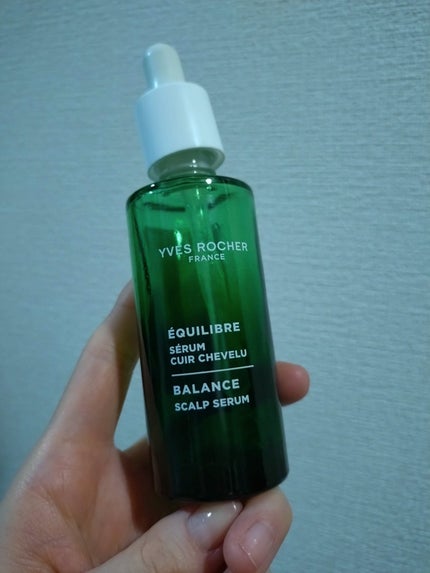 YVES ROCHER
FRANCE
ÉQUILIBRE
SÉRUM
CUIR CHEVELU
BALANCE
SCALP SERUM